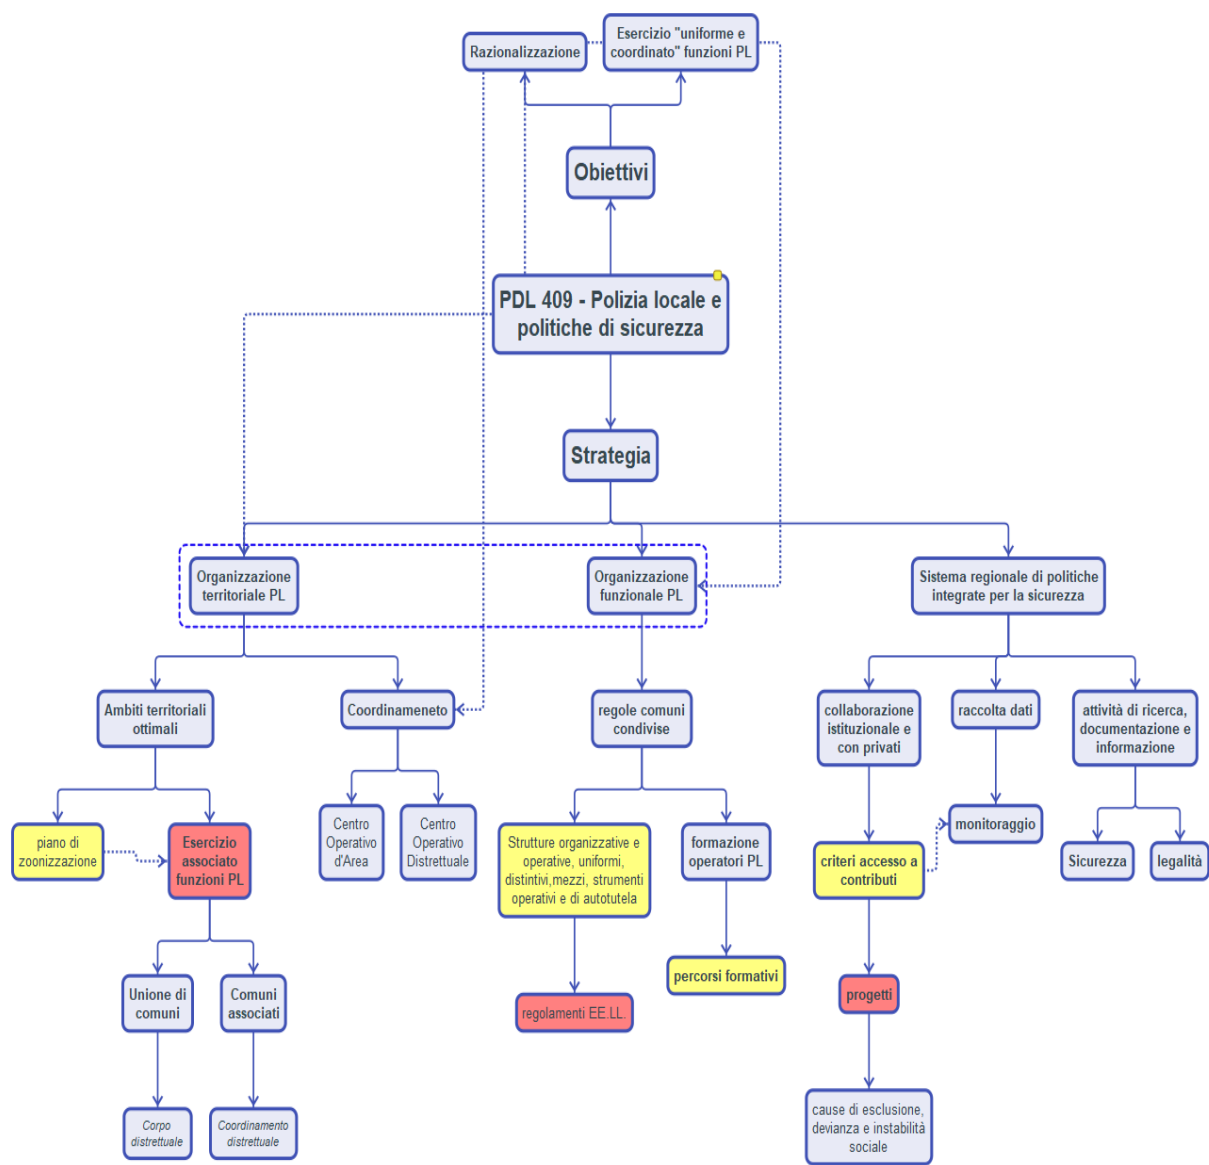 Razionalizzazione
Esercizio "uniforme e
coordinato" funzioni PL
Obiettivi
PDL 409 - Polizia locale e
politiche di sicurezza
Strategia
Organizzazione
territoriale PL
Organizzazione
funzionale PL
Sistema regionale di politiche
integrate per la sicurezza
Ambiti territoriali
ottimali
Coordinameneto
regole comuni
condivise
collaborazione
istituzionale e
con privati
raccolta dati
attività di ricerca,
documentazione e
informazione
piano di
zoonizzazione
Esercizio
associato
funzioni PL
Centro
Operativo
d'Area
Centro
Operativo
Distrettuale
Strutture organizzative e
operative, uniformi,
distintivi,mezzi, strumenti
operativi e di autotutela
formazione
operatori PL
criteri accesso a
contributi
monitoraggio
Sicurezza
legalità
Unione di
comuni
Comuni
associati
regolamenti EE.LL.
percorsi formativi
progetti
Corpo
distrettuale
Coordinamento
distrettuale
cause di esclusione,
devianza e instabilità
sociale